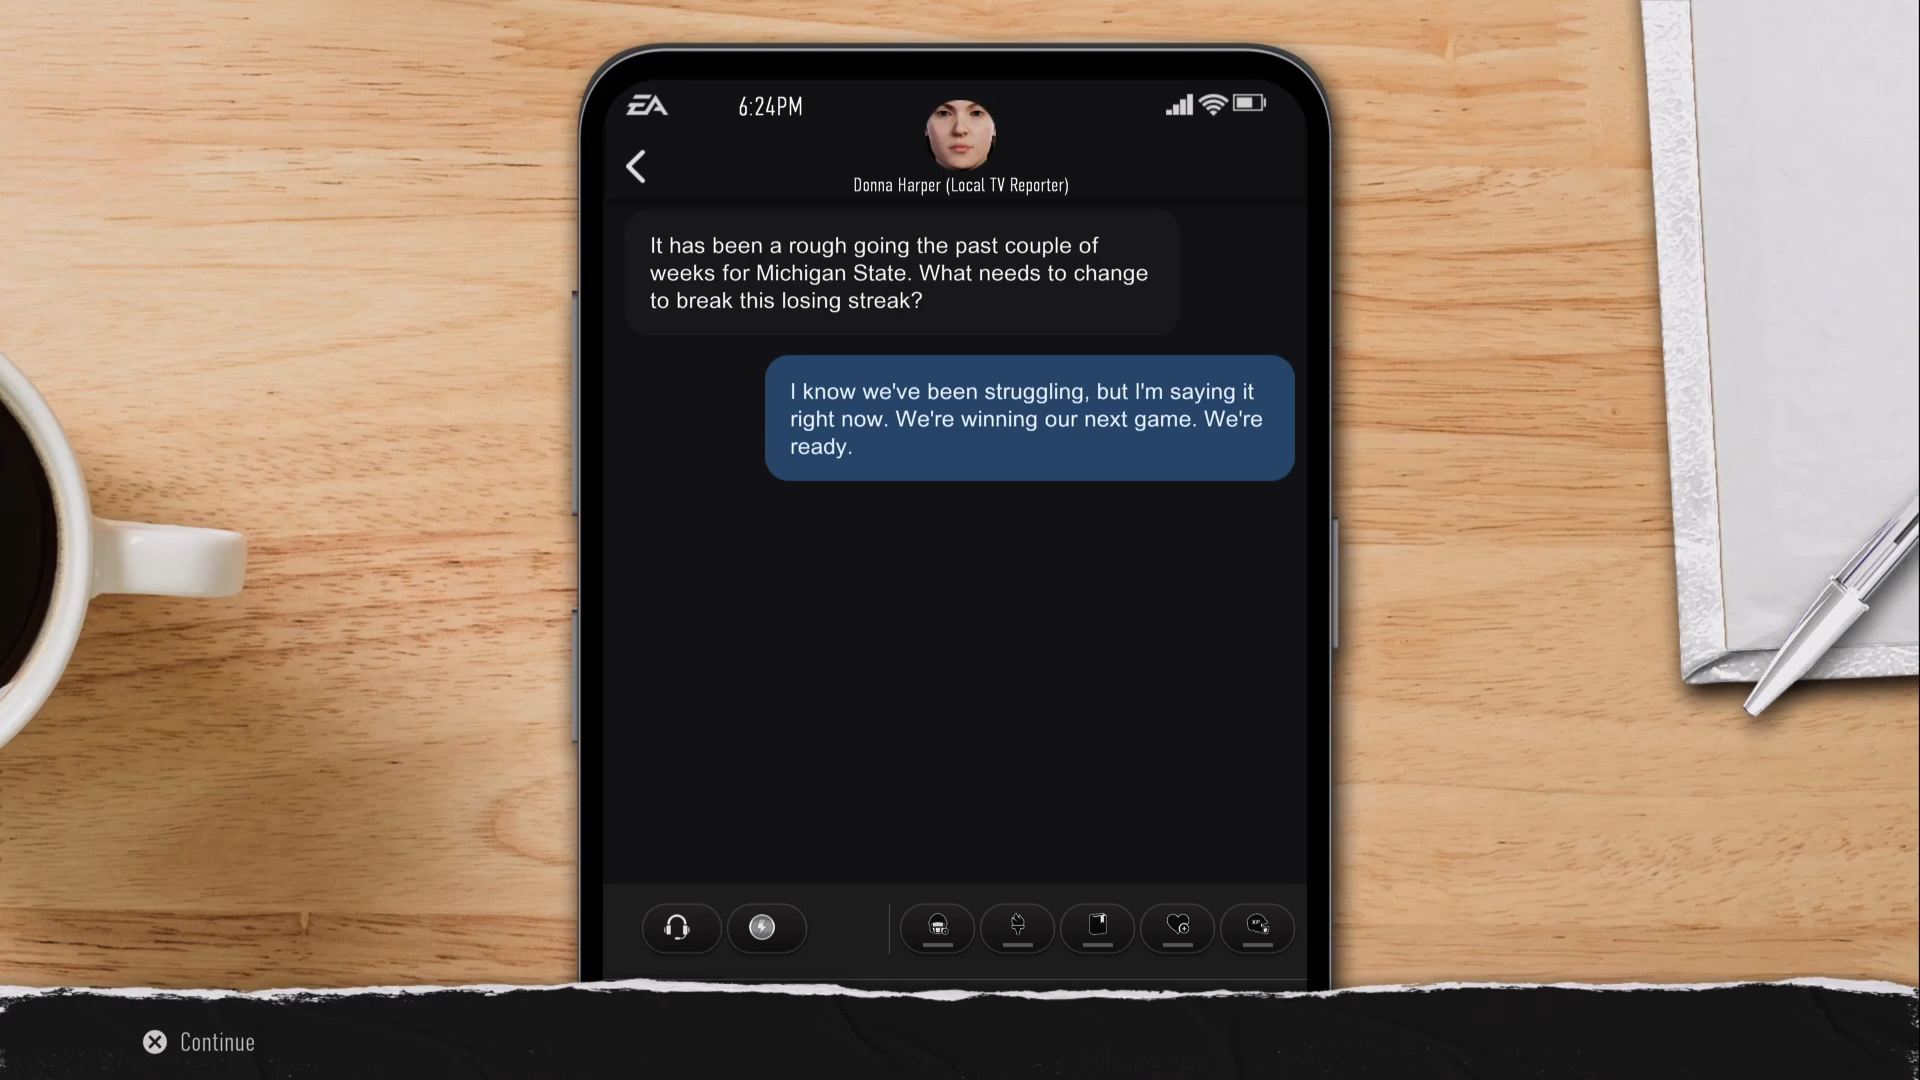 EA
6:24PM
Donna Harper (Local TV Reporter)
It has been a rough going the past couple of
weeks for Michigan State. What needs to change
to break this losing streak?
I know we've been struggling, but I'm saying it
right now. We're winning our next game. We're
ready.
XP
Continue